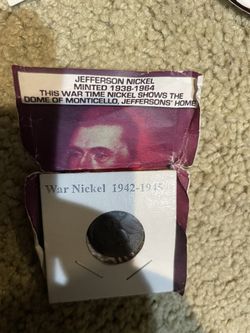 JEFFERSON NICKEL
MINTED 1938-1964
THIS WAR TIME NICKEL SHOWS THE
DOME OF MONTICELLO, JEFFERSONS' HOME
War Nickel 1942-1945